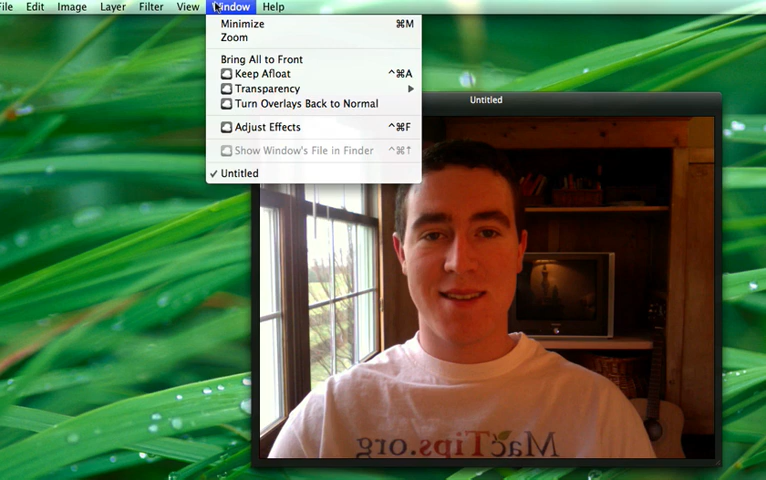 File Edit Image Layer Filter View Window Help
Minimize ⌘M
Zoom
Bring All to Front
Keep Afloat ^⌘A
Transparency ▶
Turn Overlays Back to Normal
Adjust Effects ^⌘F
Show Window's File in Finder ^⌘↑
✓ Untitled
Untitled
MacTips.org